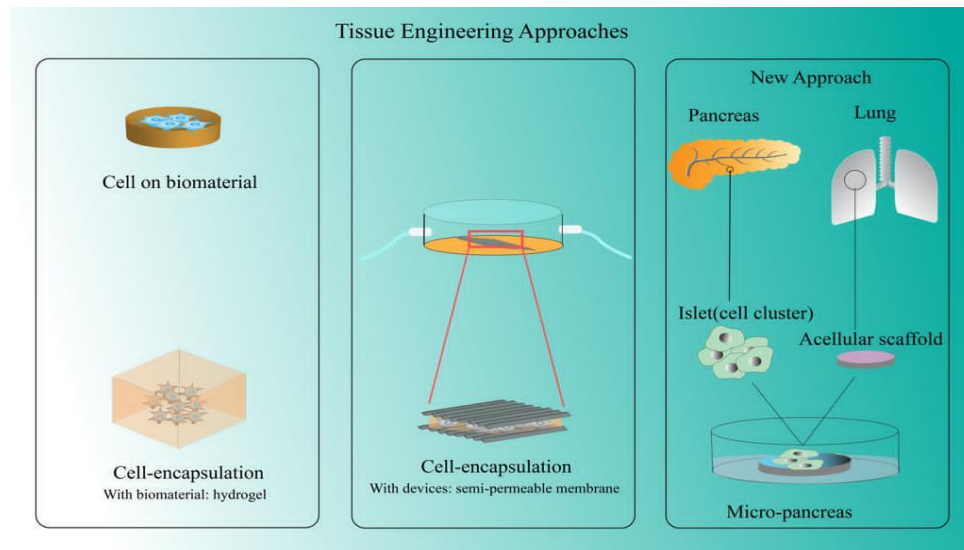 Tissue Engineering Approaches
Cell on biomaterial
Cell-encapsulation
With biomaterial: hydrogel
Cell-encapsulation
With devices: semi-permeable membrane
New Approach
Pancreas
Lung
Islet(cell cluster)
Acellular scaffold
Micro-pancreas